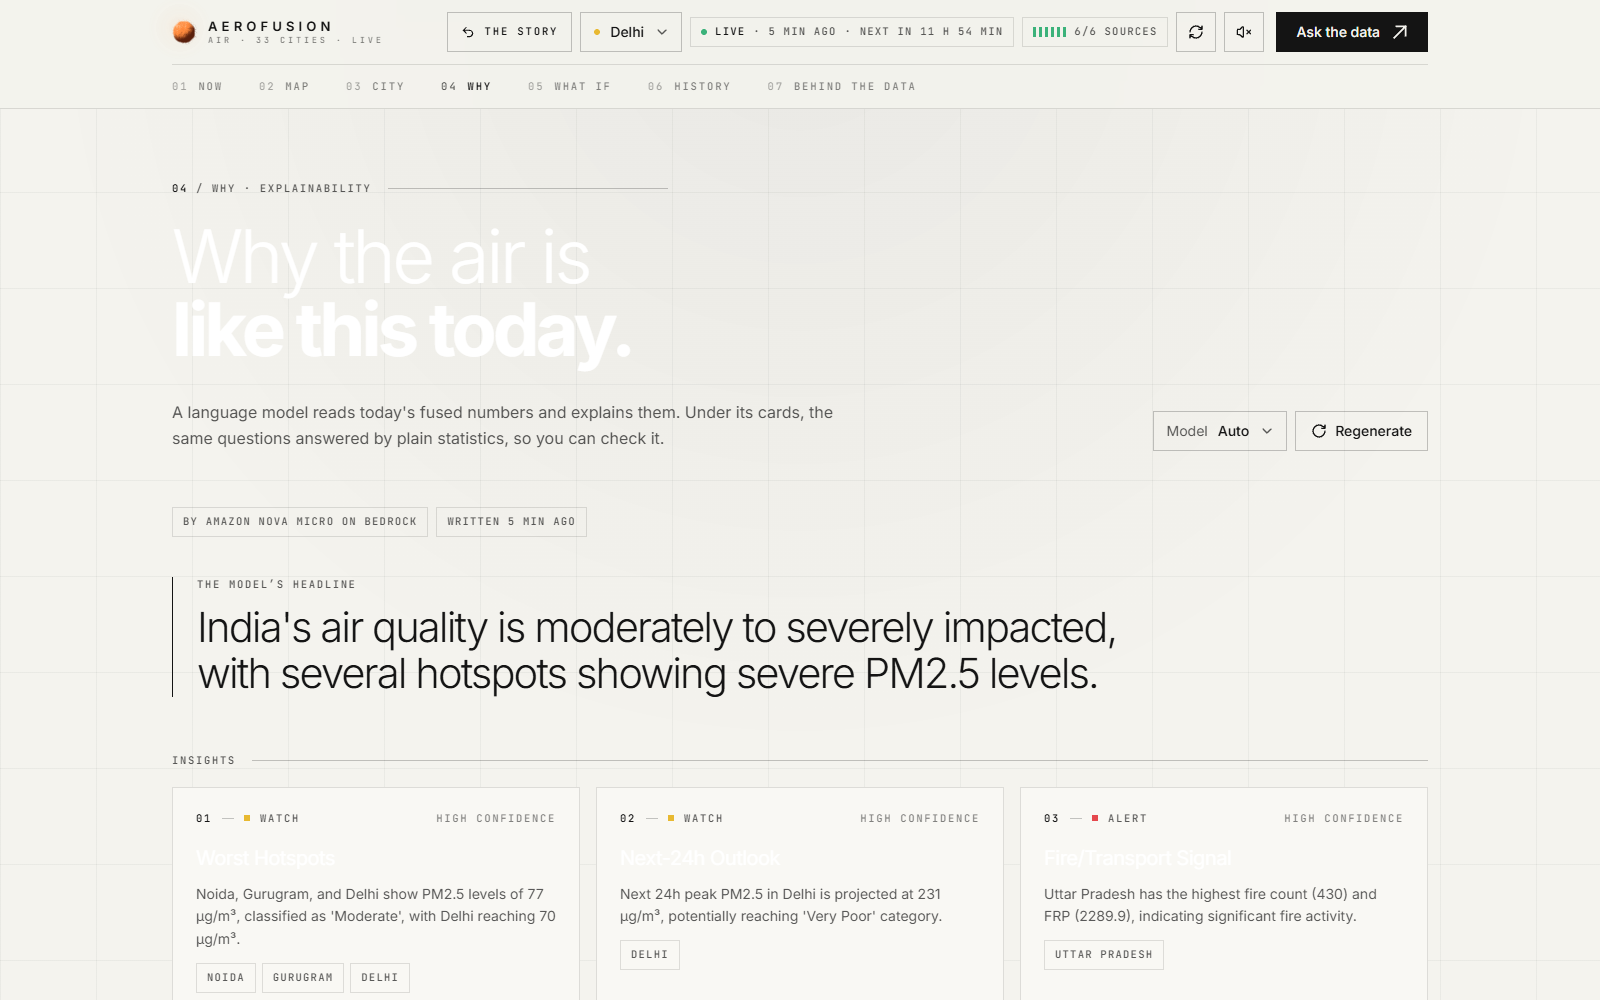 AEROFUSION
AIR · 33 CITIES · LIVE
THE STORY
Delhi
LIVE · 5 MIN AGO · NEXT IN 11 H 54 MIN
6/6 SOURCES
Ask the data
01 NOW
02 MAP
03 CITY
04 WHY
05 WHAT IF
06 HISTORY
07 BEHIND THE DATA
04 / WHY · EXPLAINABILITY
Why the air is
like this today.
A language model reads today's fused numbers and explains them. Under its cards, the
same questions answered by plain statistics, so you can check it.
Model Auto
Regenerate
BY AMAZON NOVA MICRO ON BEDROCK
WRITTEN 5 MIN AGO
THE MODEL’S HEADLINE
India's air quality is moderately to severely impacted,
with several hotspots showing severe PM2.5 levels.
INSIGHTS
01 — WATCH
HIGH CONFIDENCE
Worst Hotspots
Noida, Gurugram, and Delhi show PM2.5 levels of 77
µg/m³, classified as 'Moderate', with Delhi reaching 70
µg/m³.
NOIDA
GURUGRAM
DELHI
02 — WATCH
HIGH CONFIDENCE
Next-24h Outlook
Next 24h peak PM2.5 in Delhi is projected at 231
µg/m³, potentially reaching 'Very Poor' category.
DELHI
03 — ALERT
HIGH CONFIDENCE
Fire/Transport Signal
Uttar Pradesh has the highest fire count (430) and
FRP (2289.9), indicating significant fire activity.
UTTAR PRADESH